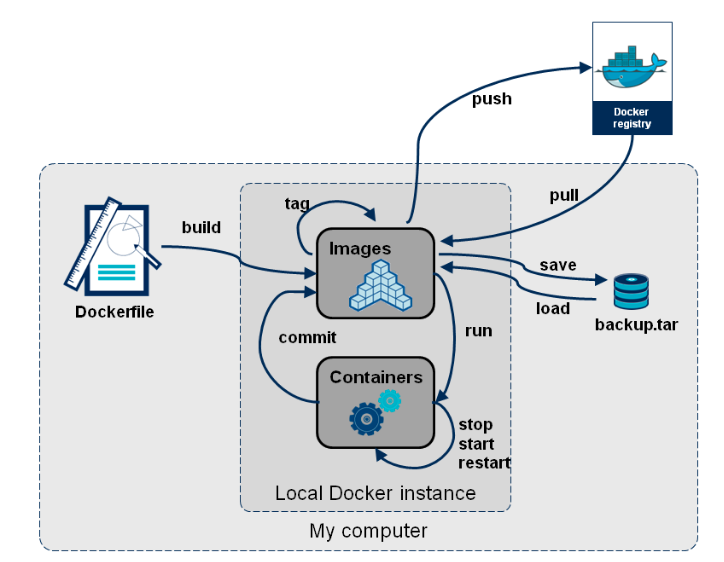 push
Docker
registry
tag
pull
build
Images
save
Dockerfile
load
backup.tar
commit
run
Containers
stop
start
restart
Local Docker instance
My computer